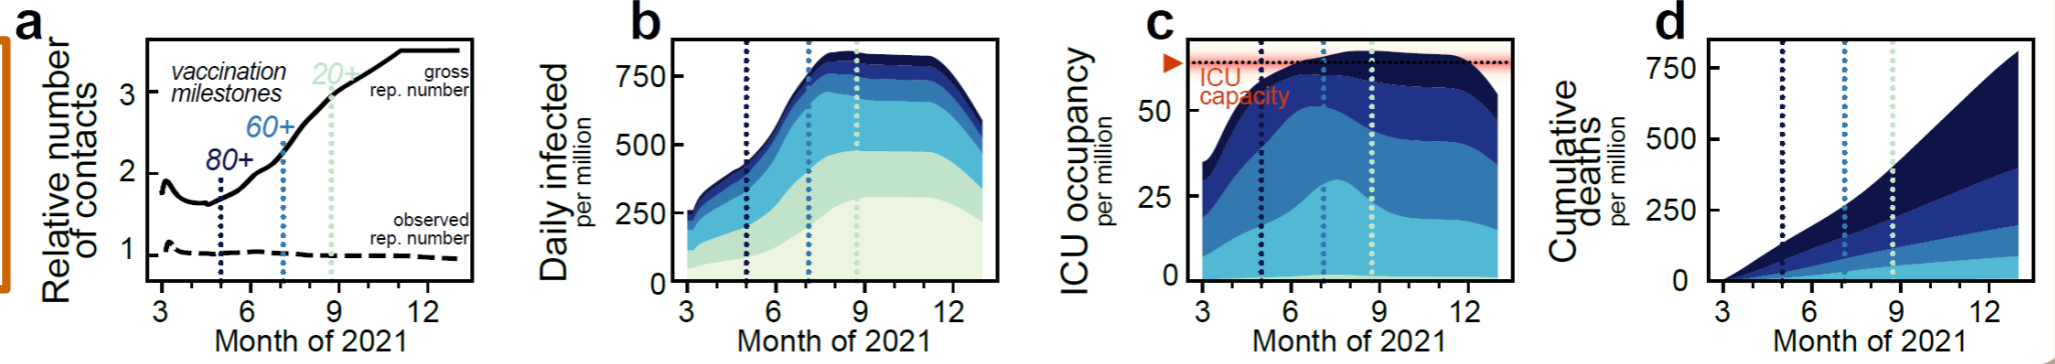 a
Relative number
of contacts
3
2
1
vaccination
milestones
80+
60+
20+
gross
rep. number
observed
rep. number
3
6
9
12
Month of 2021
b
Daily infected
per million
750
500
250
0
3
6
9
12
Month of 2021
c
ICU occupancy
per million
50
25
0
ICU
capacity
3
6
9
12
Month of 2021
d
Cumulative
deaths
per million
750
500
250
0
3
6
9
12
Month of 2021